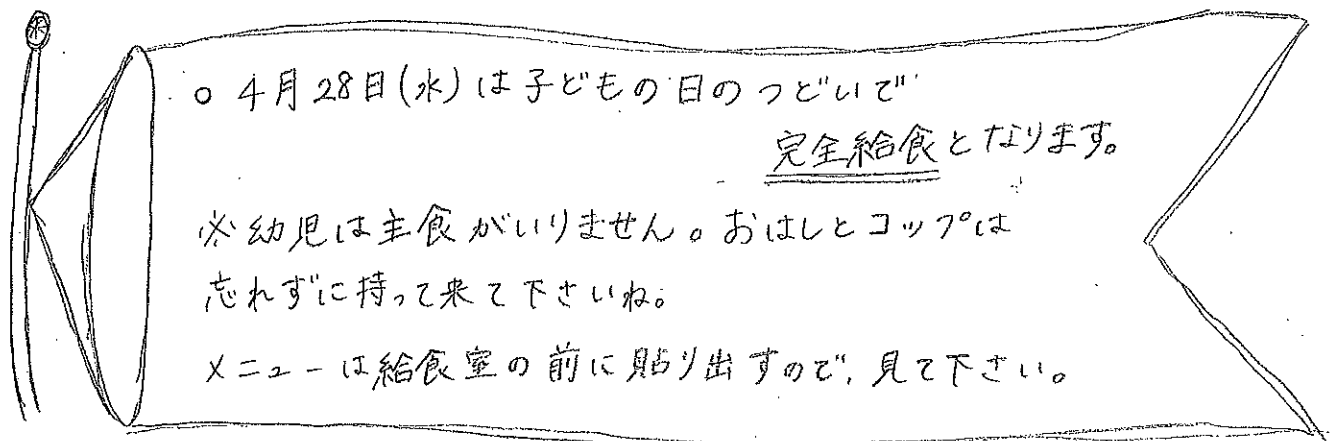 ○ 4月28日(水)は子どもの日のつどいで
完全給食となります。
※幼児は主食がいりません。おはしとコップは
忘れずに持って来て下さいね。
メニューは給食室の前に貼り出すので、見て下さい。